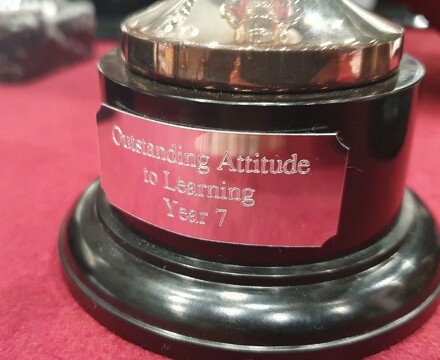 Outstanding Attitude
to Learning
Year 7